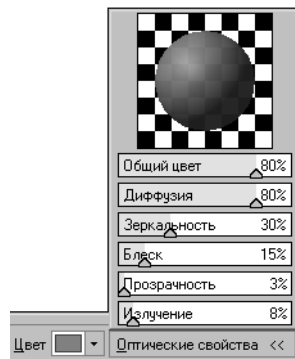 Общий цвет 80%
Диффузия 80%
Зеркальность 30%
Блеск 15%
Прозрачность 3%
Излучение 8%
Цвет Оптические свойства <<